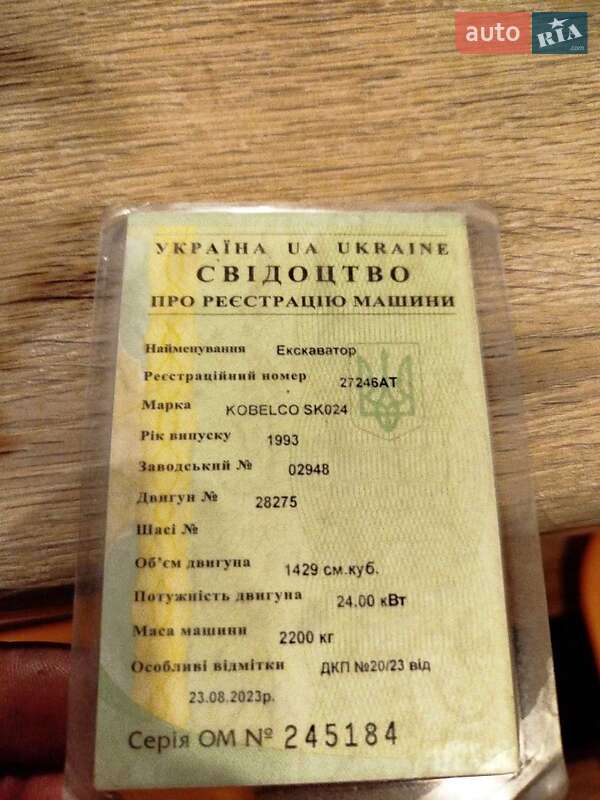 auto RIA .com
УКРАЇНА UA UKRAINE
СВІДОЦТВО
ПРО РЕЄСТРАЦІЮ МАШИНИ
Найменування Екскаватор
Реєстраційний номер 27246АТ
Марка KOBELCO SK024
Рік випуску 1993
Заводський № 02948
Двигун № 28275
Шасі №
Об'єм двигуна 1429 см.куб.
Потужність двигуна 24.00 кВт
Маса машини 2200 кг
Особливі відмітки ДКП №20/23 від
23.08.2023р.
Серія ОМ № 245184